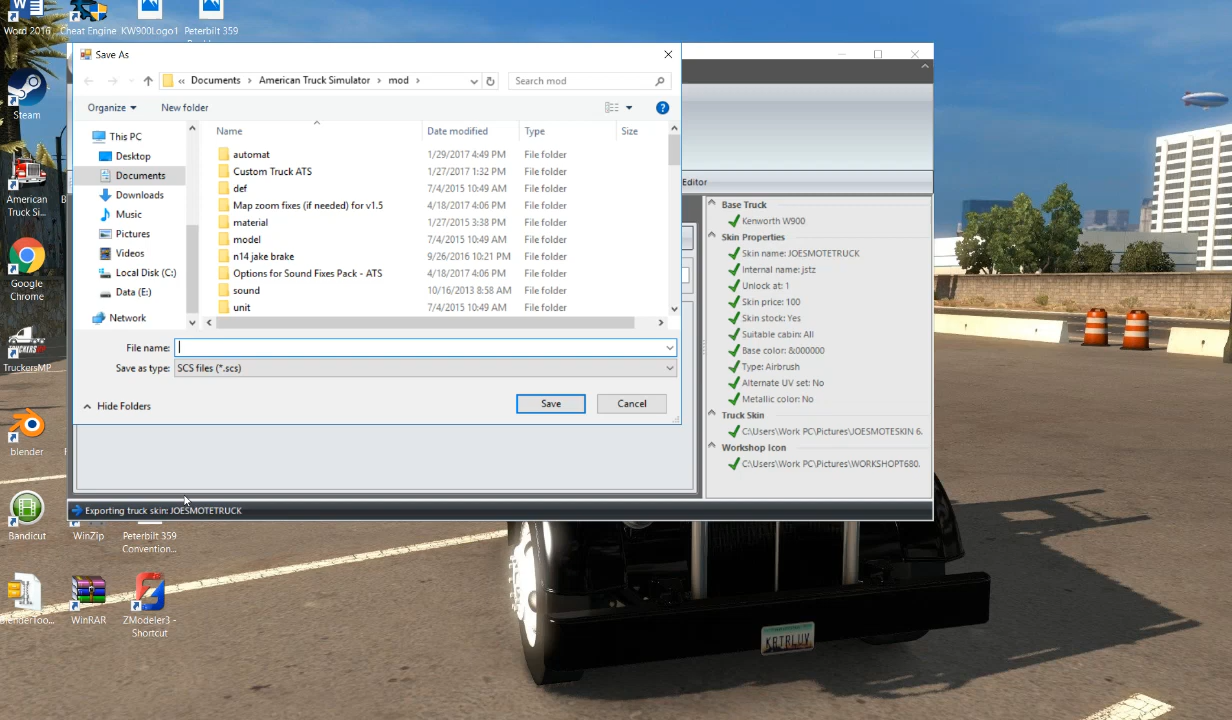 Word 2016
Cheat Engine
KW900Logo1
Peterbilt 359
Save As
« Documents > American Truck Simulator > mod >
Search mod
Organize
New folder
Name
Date modified
Type
Size
This PC
Desktop
Documents
Downloads
Music
Pictures
Videos
Local Disk (C:)
Data (E:)
Network
automat 1/29/2017 4:49 PM File folder
Custom Truck ATS 1/27/2017 1:32 PM File folder
def 7/4/2015 10:49 AM File folder
Map zoom fixes (if needed) for v1.5 4/18/2017 4:06 PM File folder
material 1/27/2015 3:38 PM File folder
model 7/4/2015 10:49 AM File folder
n14 jake brake 9/26/2016 10:21 PM File folder
Options for Sound Fixes Pack - ATS 4/18/2017 4:06 PM File folder
sound 10/16/2013 8:58 AM File folder
unit 7/4/2015 10:49 AM File folder
File name:
Save as type: SCS files (*.scs)
Hide Folders
Save
Cancel
Editor
Base Truck
Kenworth W900
Skin Properties
Skin name: JOESMOTETRUCK
Internal name: jstz
Unlock at: 1
Skin price: 100
Skin stock: Yes
Suitable cabin: All
Base color: &000000
Type: Airbrush
Alternate UV set: No
Metallic color: No
Truck Skin
C:\Users\Work PC\Pictures\JOESMOTESKIN 6.
Workshop Icon
C:\Users\Work PC\Pictures\WORKSHOPT680.
Exporting truck skin: JOESMOTETRUCK
Steam
American
Truck Si...
Google
Chrome
TruckersMP
blender
Bandicut
WinZip
Peterbilt 359
Convention...
BlenderToo...
WinRAR
ZModeler3 -
Shortcut
KRTRLUV